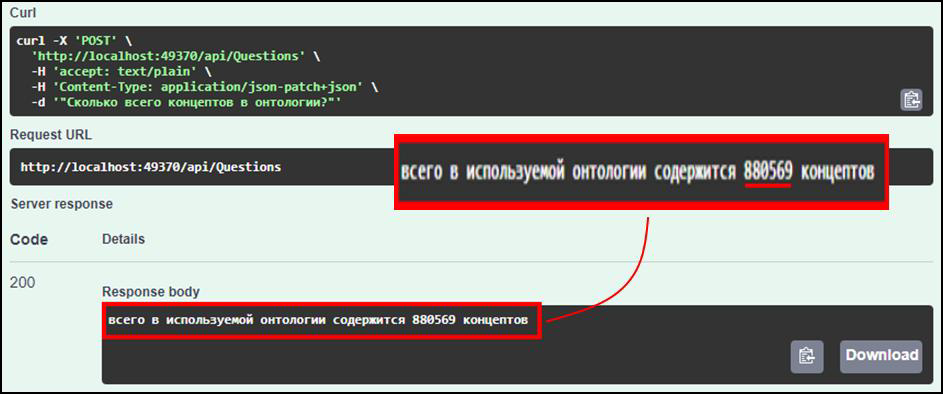 Curl
curl -X 'POST' \
'http://localhost:49370/api/Questions' \
-H 'accept: text/plain' \
-H 'Content-Type: application/json-patch+json' \
-d '"Сколько всего концептов в онтологии?"'
Request URL
http://localhost:49370/api/Questions
всего в используемой онтологии содержится 880569 концептов
Server response
Code Details
200
Response body
всего в используемой онтологии содержится 880569 концептов
Download